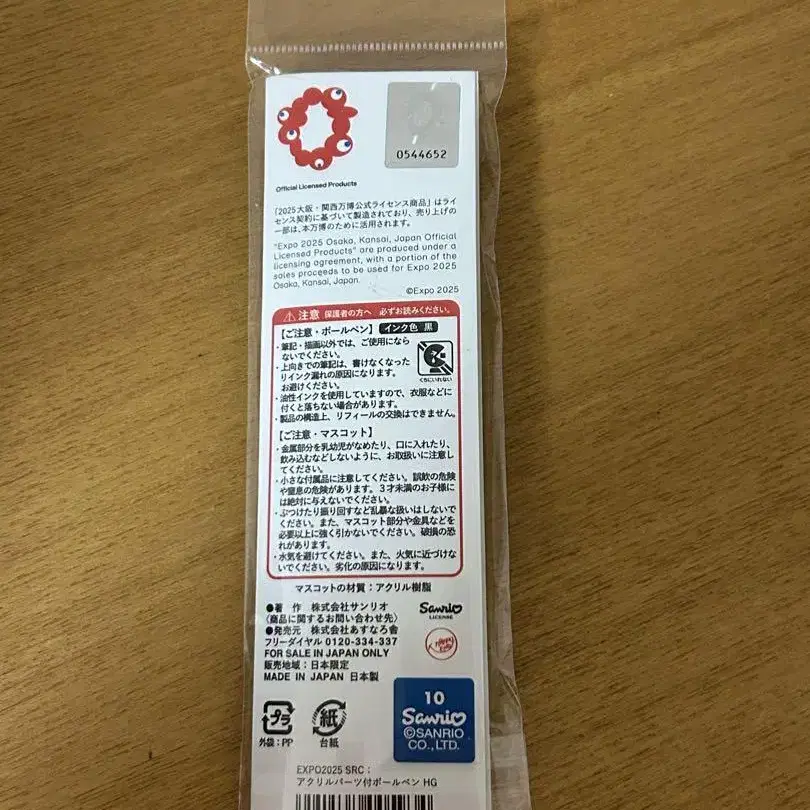 0544652
Official Licensed Products
「2025大阪・関西万博公式ライセンス商品」はライ
センス契約に基づいて製造されており、売り上げの
一部は、本万博のために活用されます。
"Expo 2025 Osaka, Kansai, Japan Official
Licensed Products" are produced under a
licensing agreement, with a portion of the
sales proceeds to be used for Expo 2025
Osaka, Kansai, Japan.
©Expo 2025
⚠注意 保護者の方へ 必ずお読みください。
【ご注意・ボールペン】 インク色 黒
・筆記・描画以外では、ご使用になら
ないでください。
・上向きでの筆記は、書けなくなった
りインク漏れの原因になります。
お避けください。
くちにいれない
・油性インクを使用していますので、衣服などに
付くと落ちない場合があります。
・製品の構造上、リフィールの交換はできません。
【ご注意・マスコット】
・金属部分を乳幼児がなめたり、口に入れたり、
飲み込むなどしないように、お取扱いに注意し
てください。
・小さな付属品に注意してください。誤飲の危険
や窒息の危険があります。3才未満のお子様に
は絶対に与えないでください。
・ぶつけたり振り回すなど乱暴な扱いはしないで
ください。また、マスコット部分や金具などを
必要以上に強く引かないでください。破損の恐
れがあります。
・水気を避けてください。また、火気に近づけな
いでください。劣化の原因になります。
マスコットの材質：アクリル樹脂
●著 作 株式会社サンリオ
(商品に関するお問い合わせ先)
●発売元 株式会社あすなろ舎
フリーダイヤル 0120-334-337
FOR SALE IN JAPAN ONLY
販売地域：日本限定
MADE IN JAPAN 日本製
Sanrio
LICENSE
プラ
外袋：PP
紙
台紙
10
Sanrio
©SANRIO
CO.,LTD.
EXPO2025 SRC：
アクリルパーツ付ボールペン HG